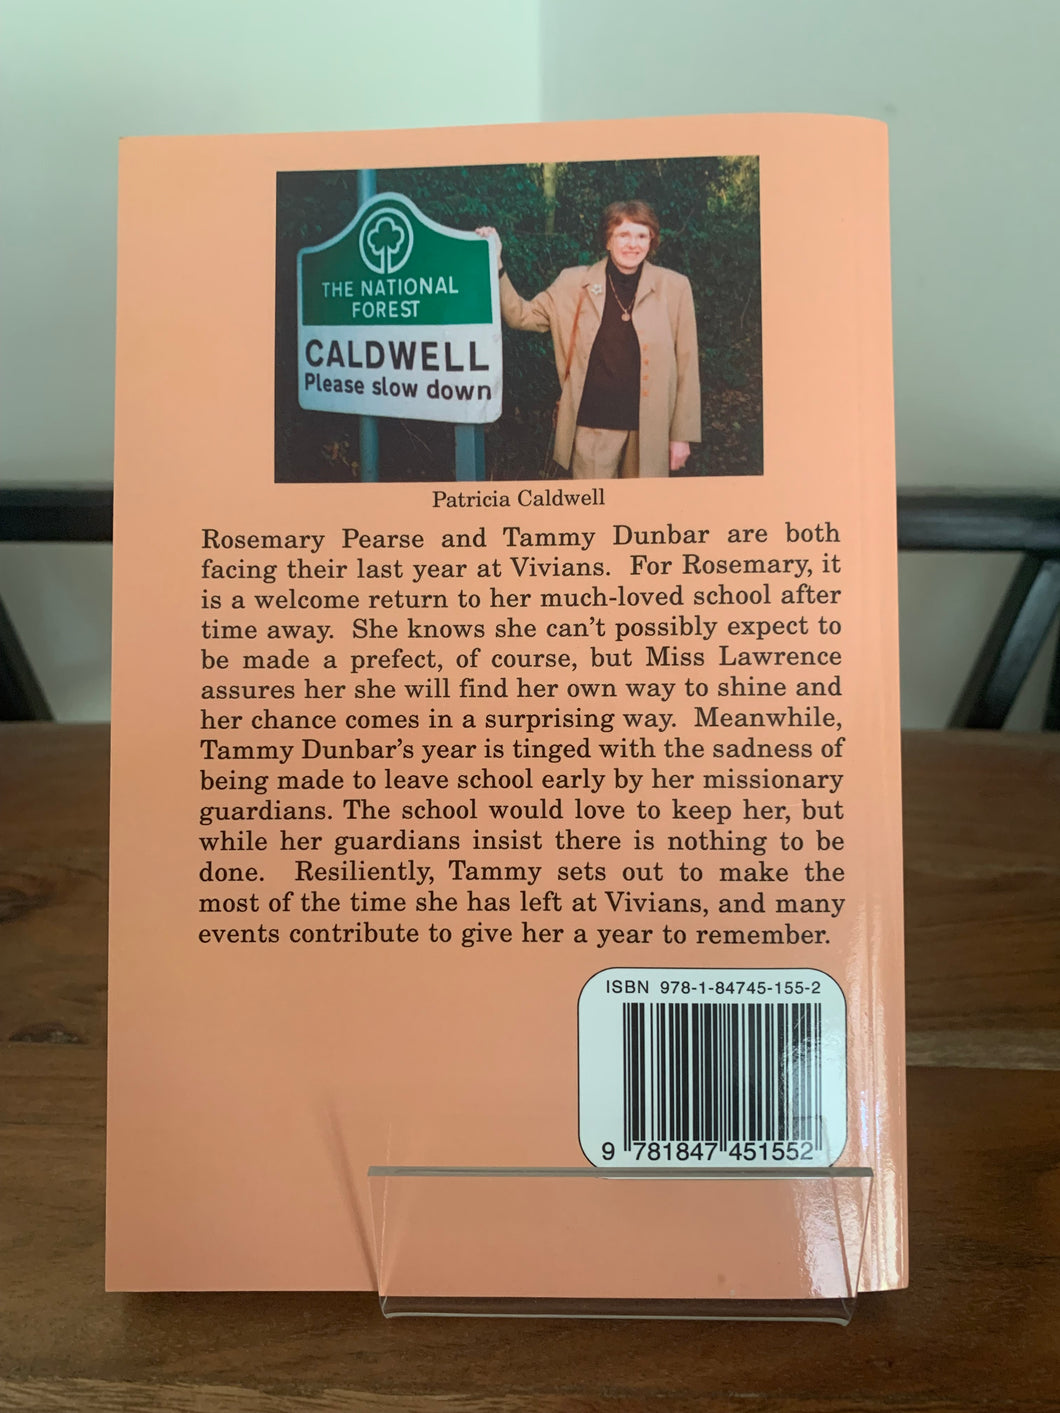 THE NATIONAL
FOREST
CALDWELL
Please slow down
Patricia Caldwell
Rosemary Pearse and Tammy Dunbar are both
facing their last year at Vivians. For Rosemary, it
is a welcome return to her much-loved school after
time away. She knows she can't possibly expect to
be made a prefect, of course, but Miss Lawrence
assures her she will find her own way to shine and
her chance comes in a surprising way. Meanwhile,
Tammy Dunbar's year is tinged with the sadness of
being made to leave school early by her missionary
guardians. The school would love to keep her, but
while her guardians insist there is nothing to be
done. Resiliently, Tammy sets out to make the
most of the time she has left at Vivians, and many
events contribute to give her a year to remember.
ISBN 978-1-84745-155-2
9 781847 451552